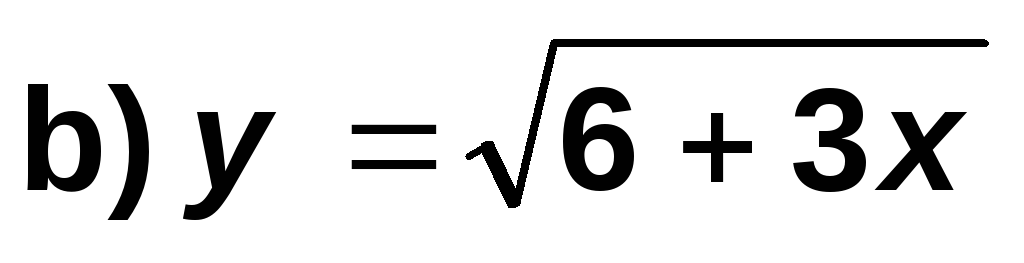 b) y = √6 + 3x